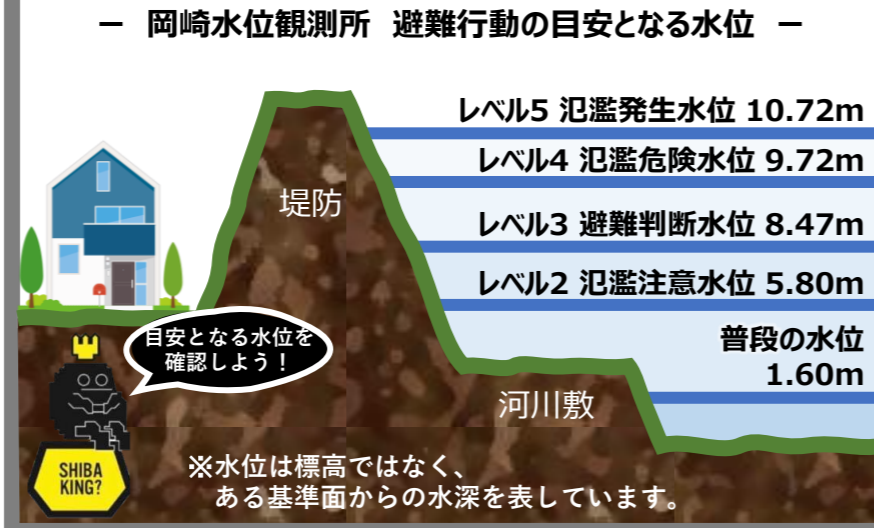 － 岡崎水位観測所 避難行動の目安となる水位 －
レベル5 氾濫発生水位 10.72m
レベル4 氾濫危険水位 9.72m
堤防
レベル3 避難判断水位 8.47m
レベル2 氾濫注意水位 5.80m
目安となる水位を
確認しよう！
普段の水位
1.60m
河川敷
SHIBA
KING?
※水位は標高ではなく、
ある基準面からの水深を表しています。